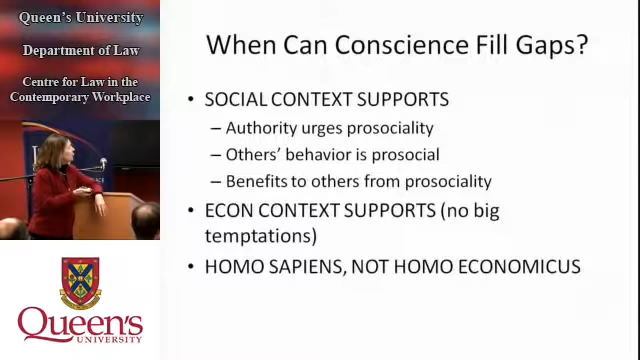 Queen's University
Department of Law
Centre for Law in the
Contemporary Workplace
Queen's
UNIVERSITY
When Can Conscience Fill Gaps?
• SOCIAL CONTEXT SUPPORTS
– Authority urges prosociality
– Others' behavior is prosocial
– Benefits to others from prosociality
• ECON CONTEXT SUPPORTS (no big
temptations)
• HOMO SAPIENS, NOT HOMO ECONOMICUS